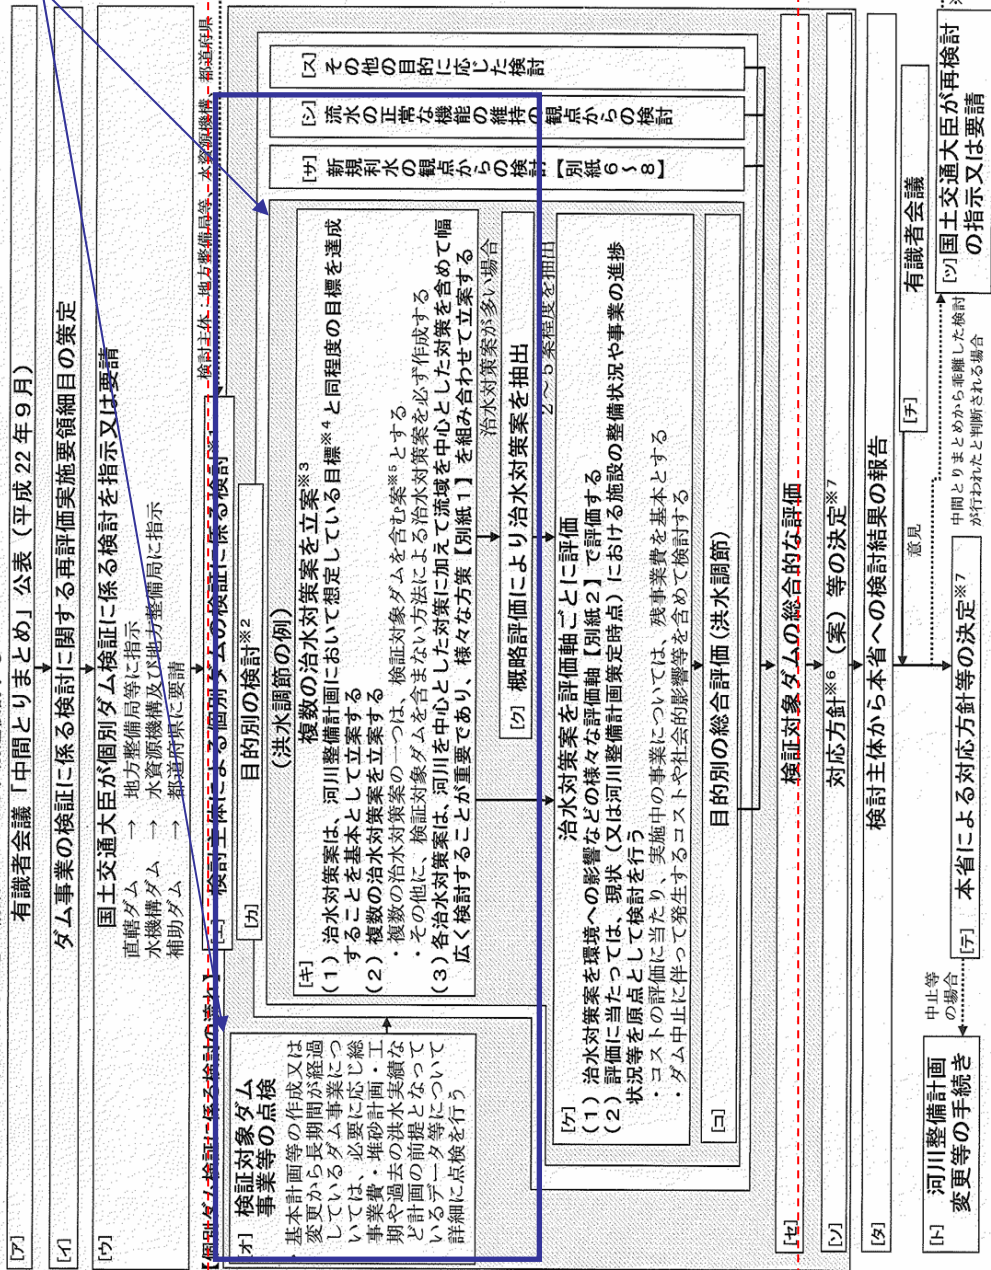 [ア] 有識者会議「中間とりまとめ」公表（平成22年9月）
[イ] ダム事業の検証に係る検討に関する再評価実施要領細目の策定
[ウ] 国土交通大臣が個別ダム検証に係る検討を指示又は要請
直轄ダム → 地方整備局等に指示
水機構ダム → 水資源機構及び地方整備局に指示
補助ダム → 都道府県に要請
【個別ダム検証に係る検討の流れ】
検討主体：地方整備局等、水資源機構、都道府県
[エ] 検討主体による個別ダムの検証に係る検討
[オ] 検証対象ダム
事業等の点検
・基本計画等の作成又は
変更から長期間が経過
しているダム事業につ
いては、必要に応じ総
事業費・堆砂計画・工
期や過去の洪水実績な
ど計画の前提となって
いるデータ等について
詳細に点検を行う
[カ] 目的別の検討※2
（洪水調節の例）
[キ] 複数の治水対策案を立案※3
（1）治水対策案は、河川整備計画において想定している目標※4と同程度の目標を達成
することを基本として立案する
（2）複数の治水対策案を立案する
・複数の治水対策案の一つは、検証対象ダムを含む案※5とする
・その他に、検証対象ダムを含まない方法による治水対策案を必ず作成する
（3）各治水対策案は、河川を中心とした対策に加えて流域を中心とした対策を含めて幅
広く検討することが重要であり、様々な方策【別紙1】を組み合わせて立案する
治水対策案が多い場合
[ク] 概略評価により治水対策案を抽出
2～5案程度を抽出
[ケ] 治水対策案を評価軸ごとに評価
（1）治水対策案を環境への影響などの様々な評価軸【別紙2】で評価する
（2）評価に当たっては、現状（又は河川整備計画策定時点）における施設の整備状況や事業の進捗
状況等を原点として検討を行う
・コストの評価に当たり、実施中の事業については、残事業費を基本とする
・ダム中止に伴って発生するコストや社会的影響等を含めて検討する
[コ] 目的別の総合評価（洪水調節）
[サ] 新規利水の観点からの検討【別紙6～8】
[シ] 流水の正常な機能の維持の観点からの検討
[ス] その他の目的に応じた検討
[セ] 検証対象ダムの総合的な評価
[ソ] 対応方針※6（案）等の決定※7
[タ] 検討主体から本省への検討結果の報告
[チ] 有識者会議
意見
[テ] 本省による対応方針等の決定※7
中間とりまとめから乖離した検討
が行われたと判断される場合
[ツ] 国土交通大臣が再検討
の指示又は要請
中止等
の場合
[ト] 河川整備計画
変更等の手続き